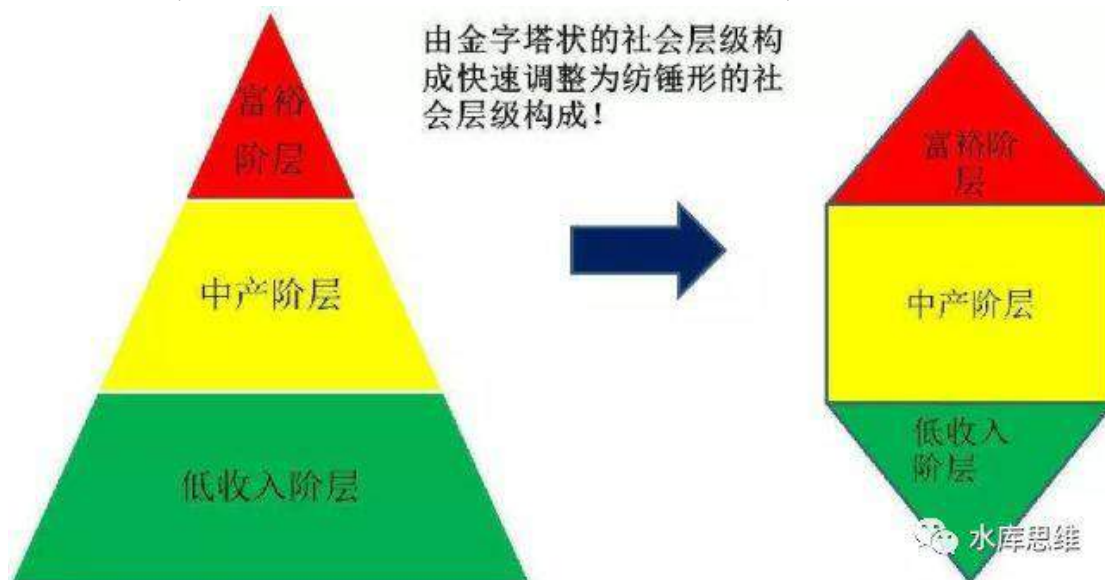 富裕
阶层
中产阶层
低收入阶层
由金字塔状的社会层级构
成快速调整为纺锤形的社
会层级构成！
富裕阶
层
中产阶层
低收入
阶层
水库思维